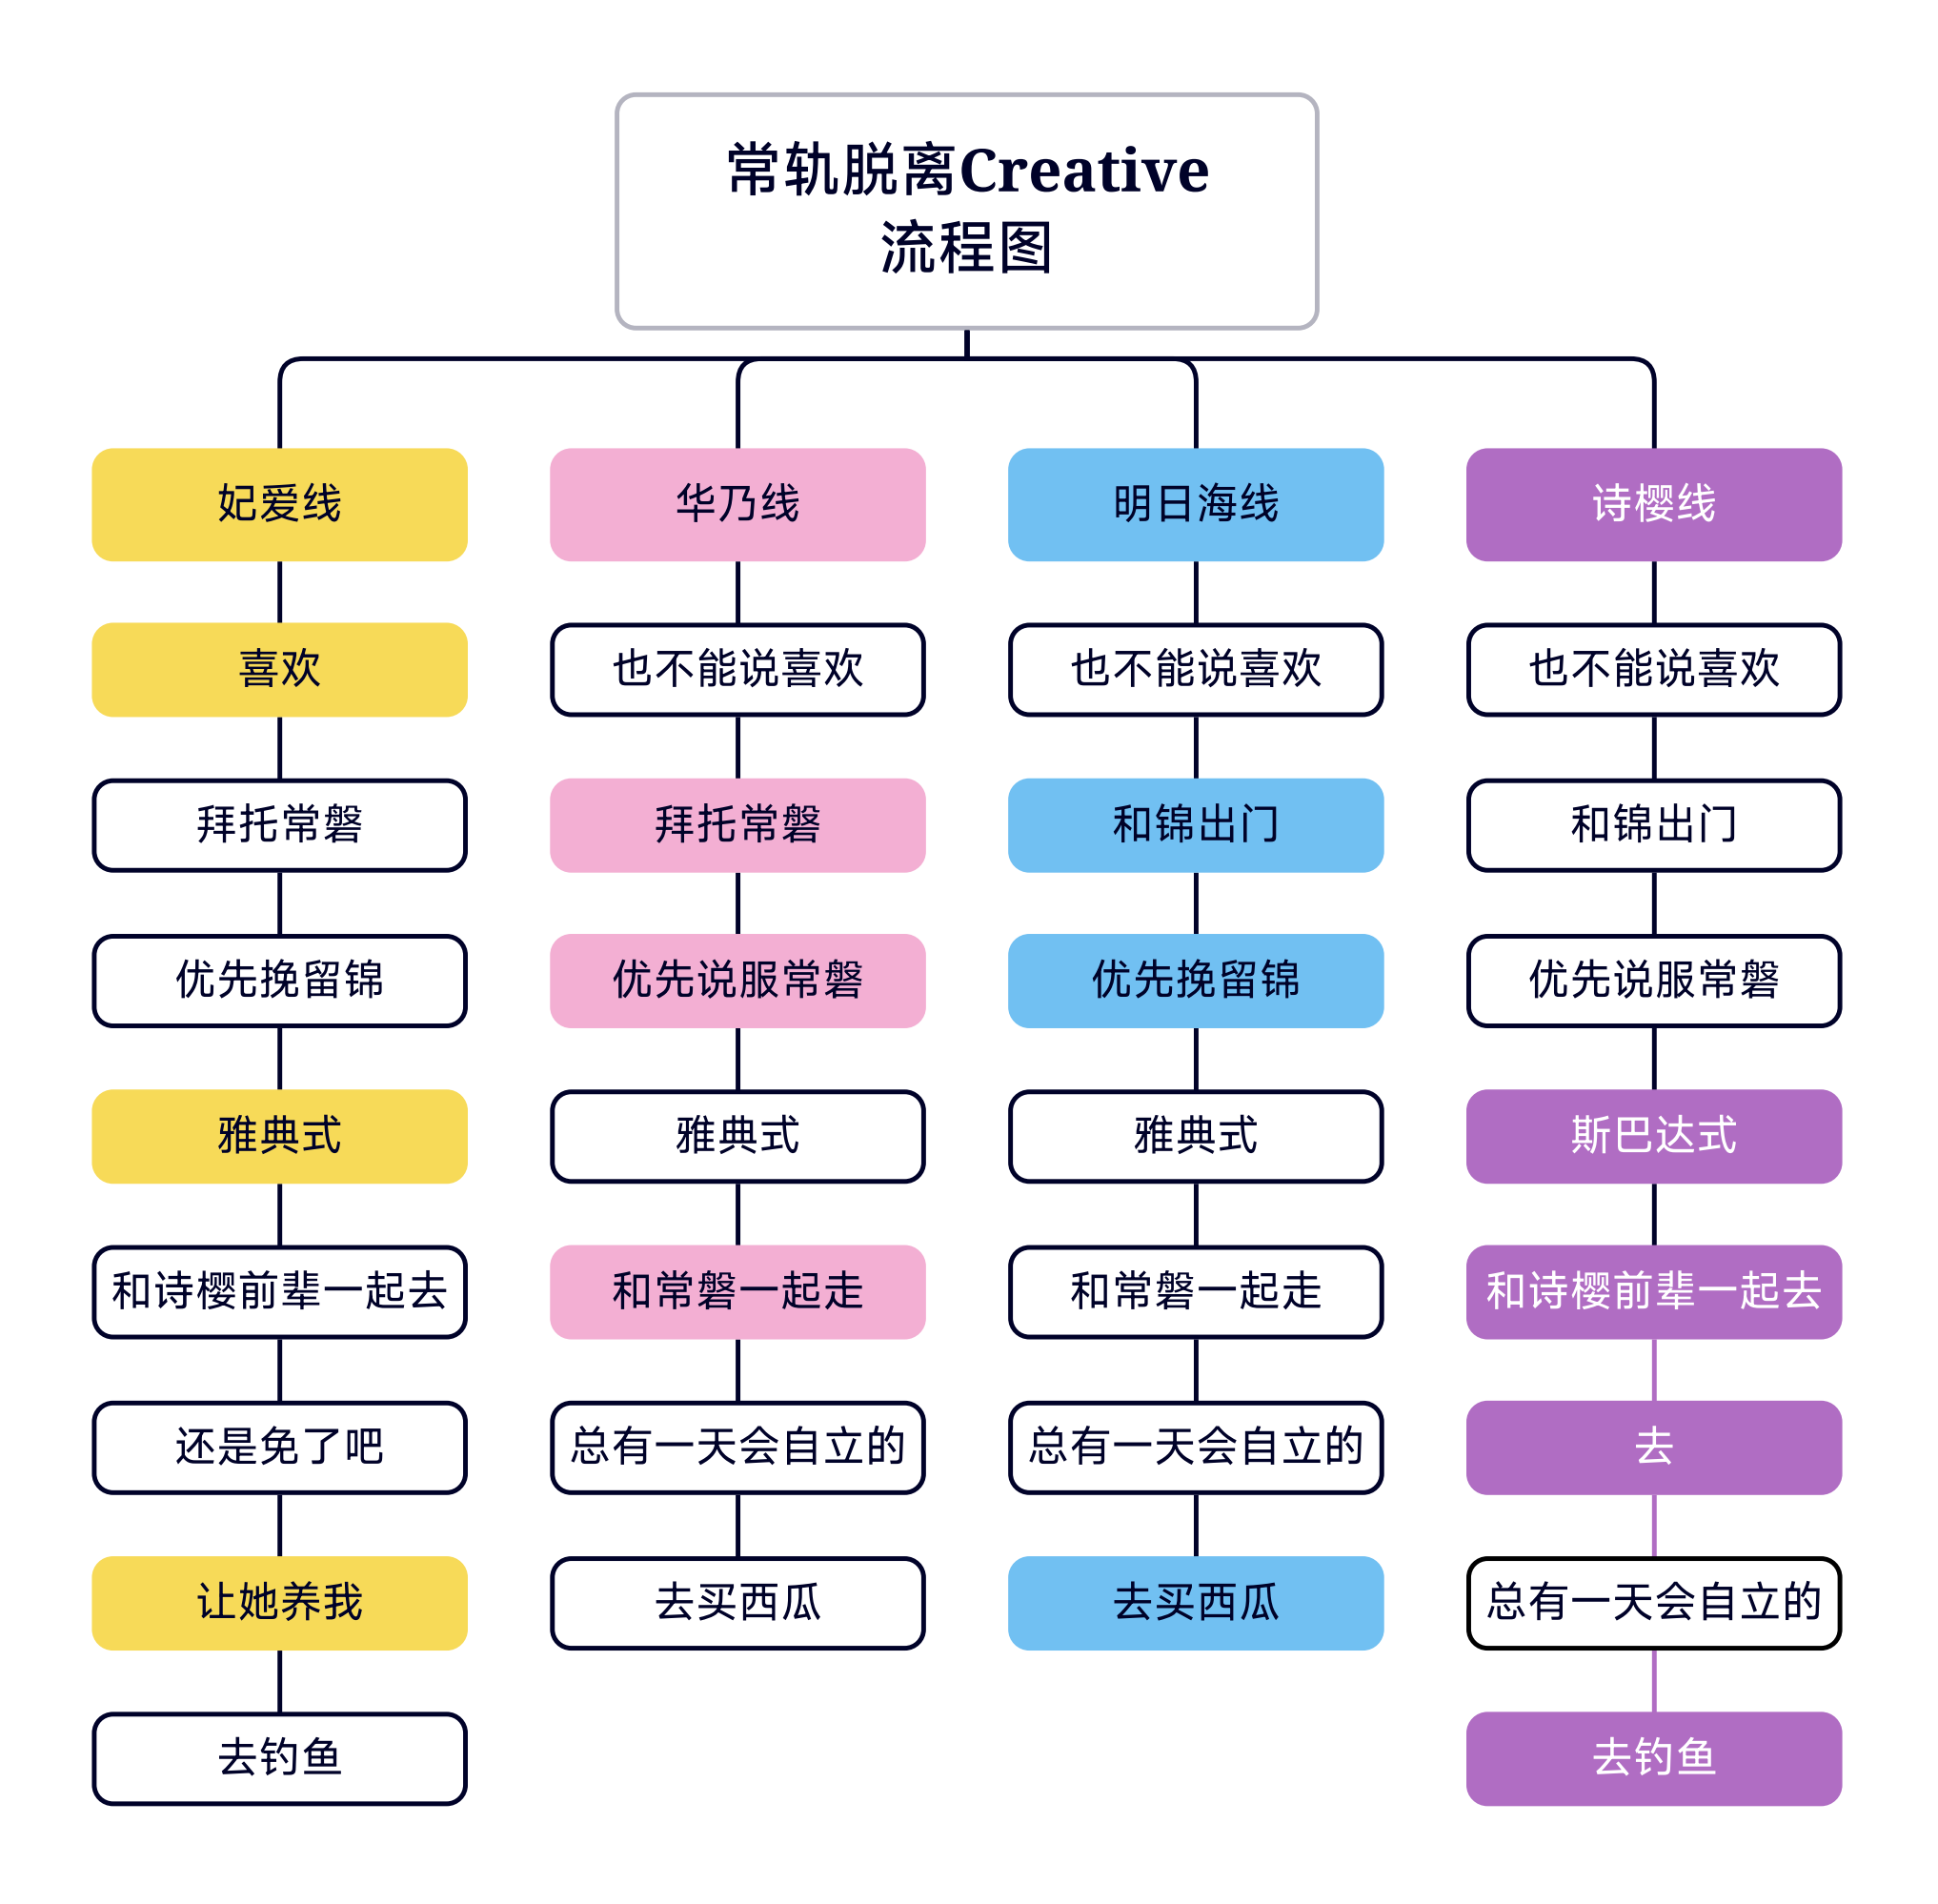 常轨脱离Creative
流程图
妃爱线
喜欢
拜托常磐
优先挽留锦
雅典式
和诗樱前辈一起去
还是免了吧
让她养我
去钓鱼
华乃线
也不能说喜欢
拜托常磐
优先说服常磐
雅典式
和常磐一起走
总有一天会自立的
去买西瓜
明日海线
也不能说喜欢
和锦出门
优先挽留锦
雅典式
和常磐一起走
总有一天会自立的
去买西瓜
诗樱线
也不能说喜欢
和锦出门
优先说服常磐
斯巴达式
和诗樱前辈一起去
去
总有一天会自立的
去钓鱼